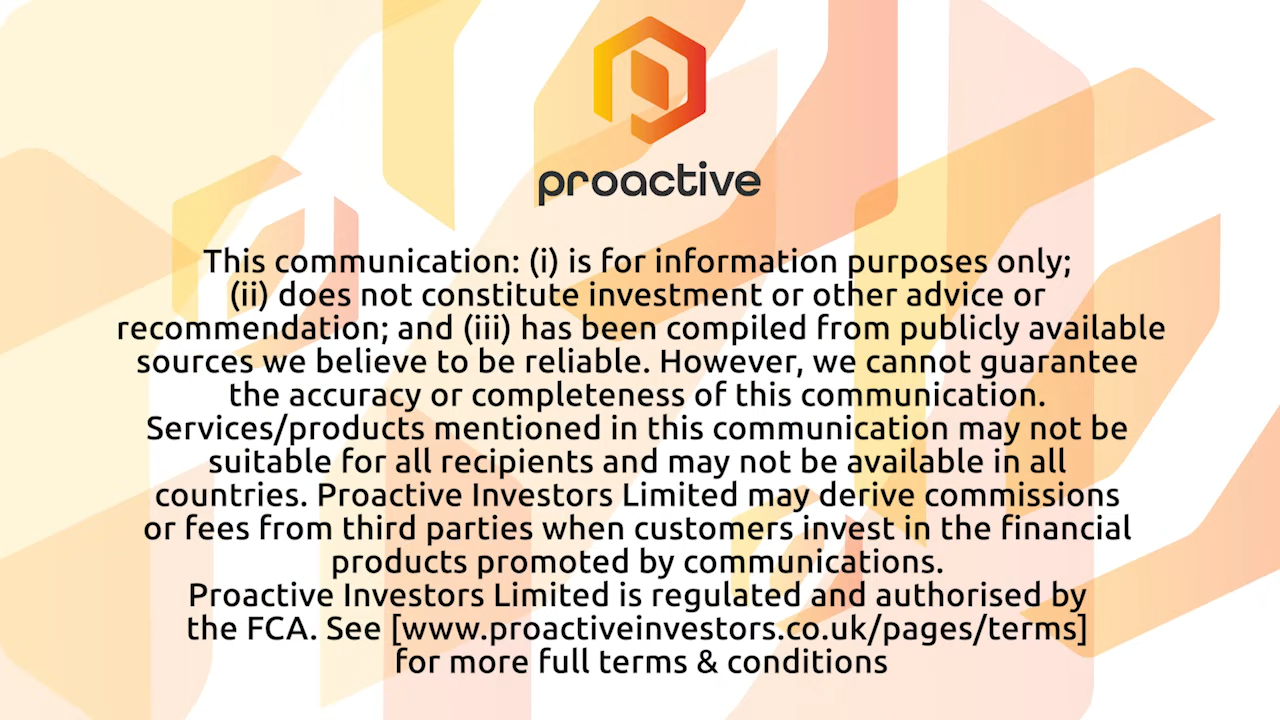 proactive
This communication: (i) is for information purposes only;
(ii) does not constitute investment or other advice or
recommendation; and (iii) has been compiled from publicly available
sources we believe to be reliable. However, we cannot guarantee
the accuracy or completeness of this communication.
Services/products mentioned in this communication may not be
suitable for all recipients and may not be available in all
countries. Proactive Investors Limited may derive commissions
or fees from third parties when customers invest in the financial
products promoted by communications.
Proactive Investors Limited is regulated and authorised by
the FCA. See [www.proactiveinvestors.co.uk/pages/terms]
for more full terms & conditions